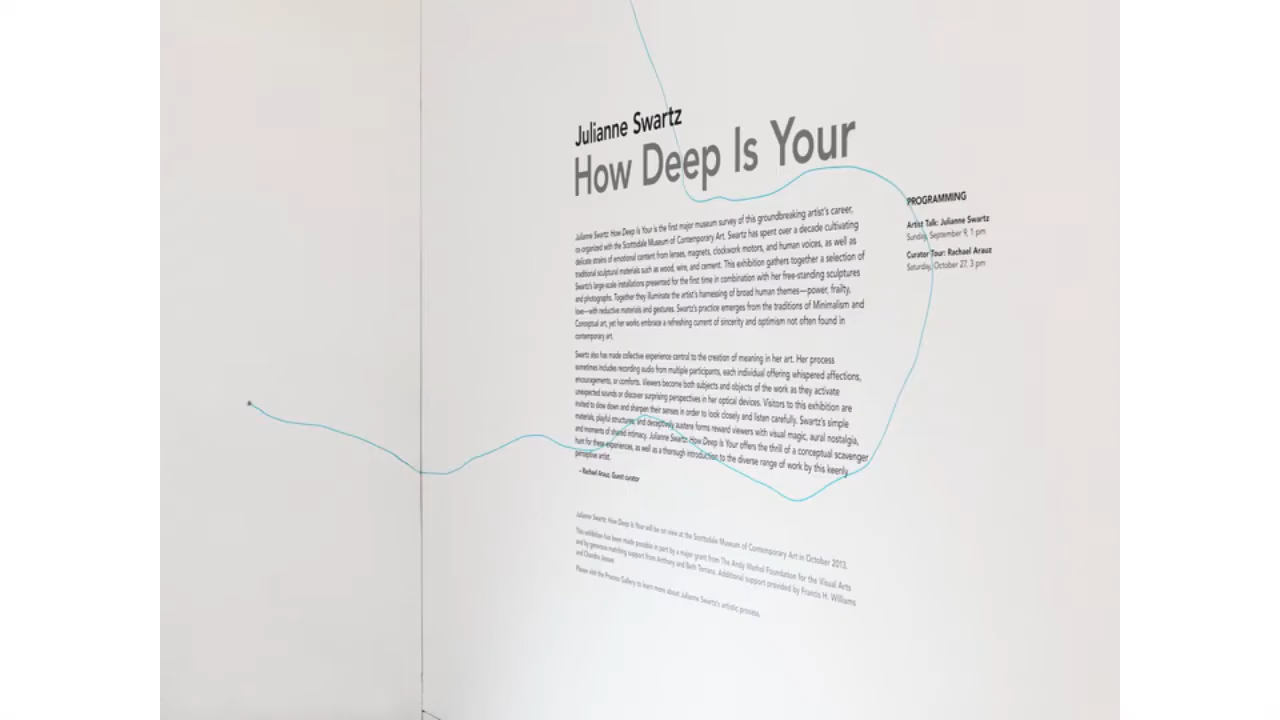 Julianne Swartz
How Deep Is Your
Julianne Swartz How Deep Is Your is the first major museum survey of this groundbreaking artist's career,
co-organized with the Scottsdale Museum of Contemporary Art. Swartz has spent over a decade cultivating
delicate strains of emotional content from lenses, magnets, clockwork motors, and human voices, as well as
traditional sculptural materials such as wood, wire, and cement. This exhibition gathers together a selection of
Swartz's large-scale installations presented for the first time in combination with her free-standing sculptures
and photographs. Together they illuminate the artist's harnessing of broad human themes—power, frailty,
love—with reductive materials and gestures. Swartz's practice emerges from the traditions of Minimalism and
Conceptual art, yet her works embrace a refreshing current of sincerity and optimism not often found in
contemporary art.
Swartz also has made collective experience central to the creation of meaning in her art. Her process
sometimes includes recording audio from multiple participants, each individual offering whispered affections,
encouragements, or comforts. Viewers become both subjects and objects of the work as they activate
unexpected sounds or discover surprising perspectives in her optical devices. Visitors to this exhibition are
invited to slow down and sharpen their senses in order to look closely and listen carefully. Swartz's simple
materials, playful structures, and deceptively austere forms reward viewers with visual magic, aural nostalgia,
and moments of shared intimacy. Julianne Swartz How Deep Is Your offers the thrill of a conceptual scavenger
hunt for these experiences, as well as a thorough introduction to the diverse range of work by this keenly
perceptive artist.
– Rachael Arauz, Guest curator
Julianne Swartz: How Deep Is Your will be on view at the Scottsdale Museum of Contemporary Art in October 2013.
This exhibition has been made possible in part by a major grant from The Andy Warhol Foundation for the Visual Arts
and by generous matching support from Anthony and Beth Terrana. Additional support provided by Francis H. Williams
and Chandra Jessee
Please visit the Process Gallery to learn more about Julianne Swartz's artistic process.
PROGRAMMING
Artist Talk: Julianne Swartz
Sunday, September 9, 1 pm
Curator Tour: Rachael Arauz
Saturday, October 27, 3 pm